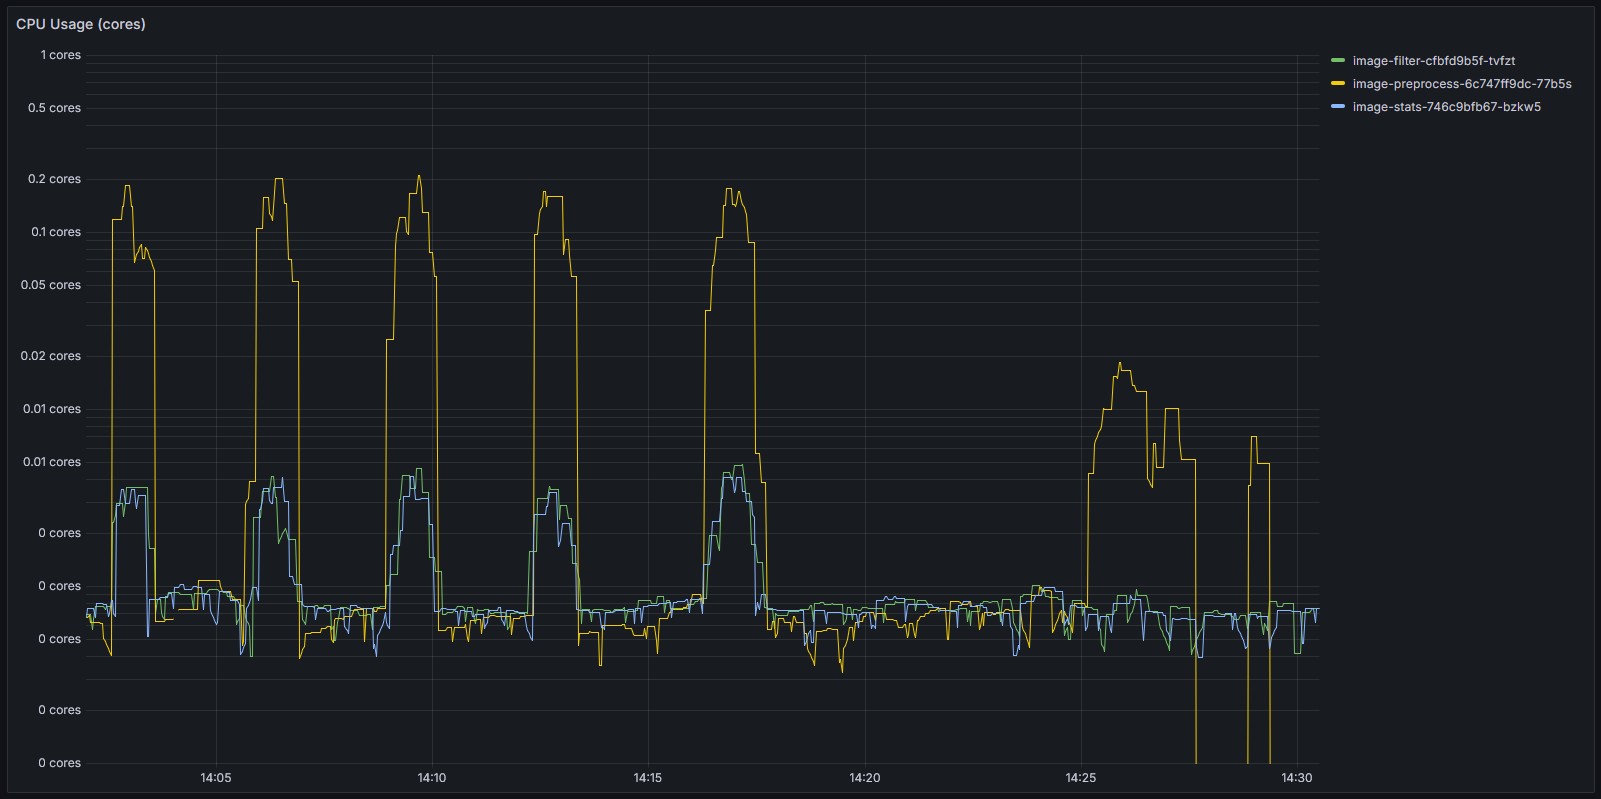 CPU Usage (cores)
1 cores
0.5 cores
0.2 cores
0.1 cores
0.05 cores
0.02 cores
0.01 cores
0.01 cores
0 cores
0 cores
0 cores
0 cores
0 cores
14:05
14:10
14:15
14:20
14:25
14:30
image-filter-cfbfd9b5f-tvfzt
image-preprocess-6c747ff9dc-77b5s
image-stats-746c9bfb67-bzkw5